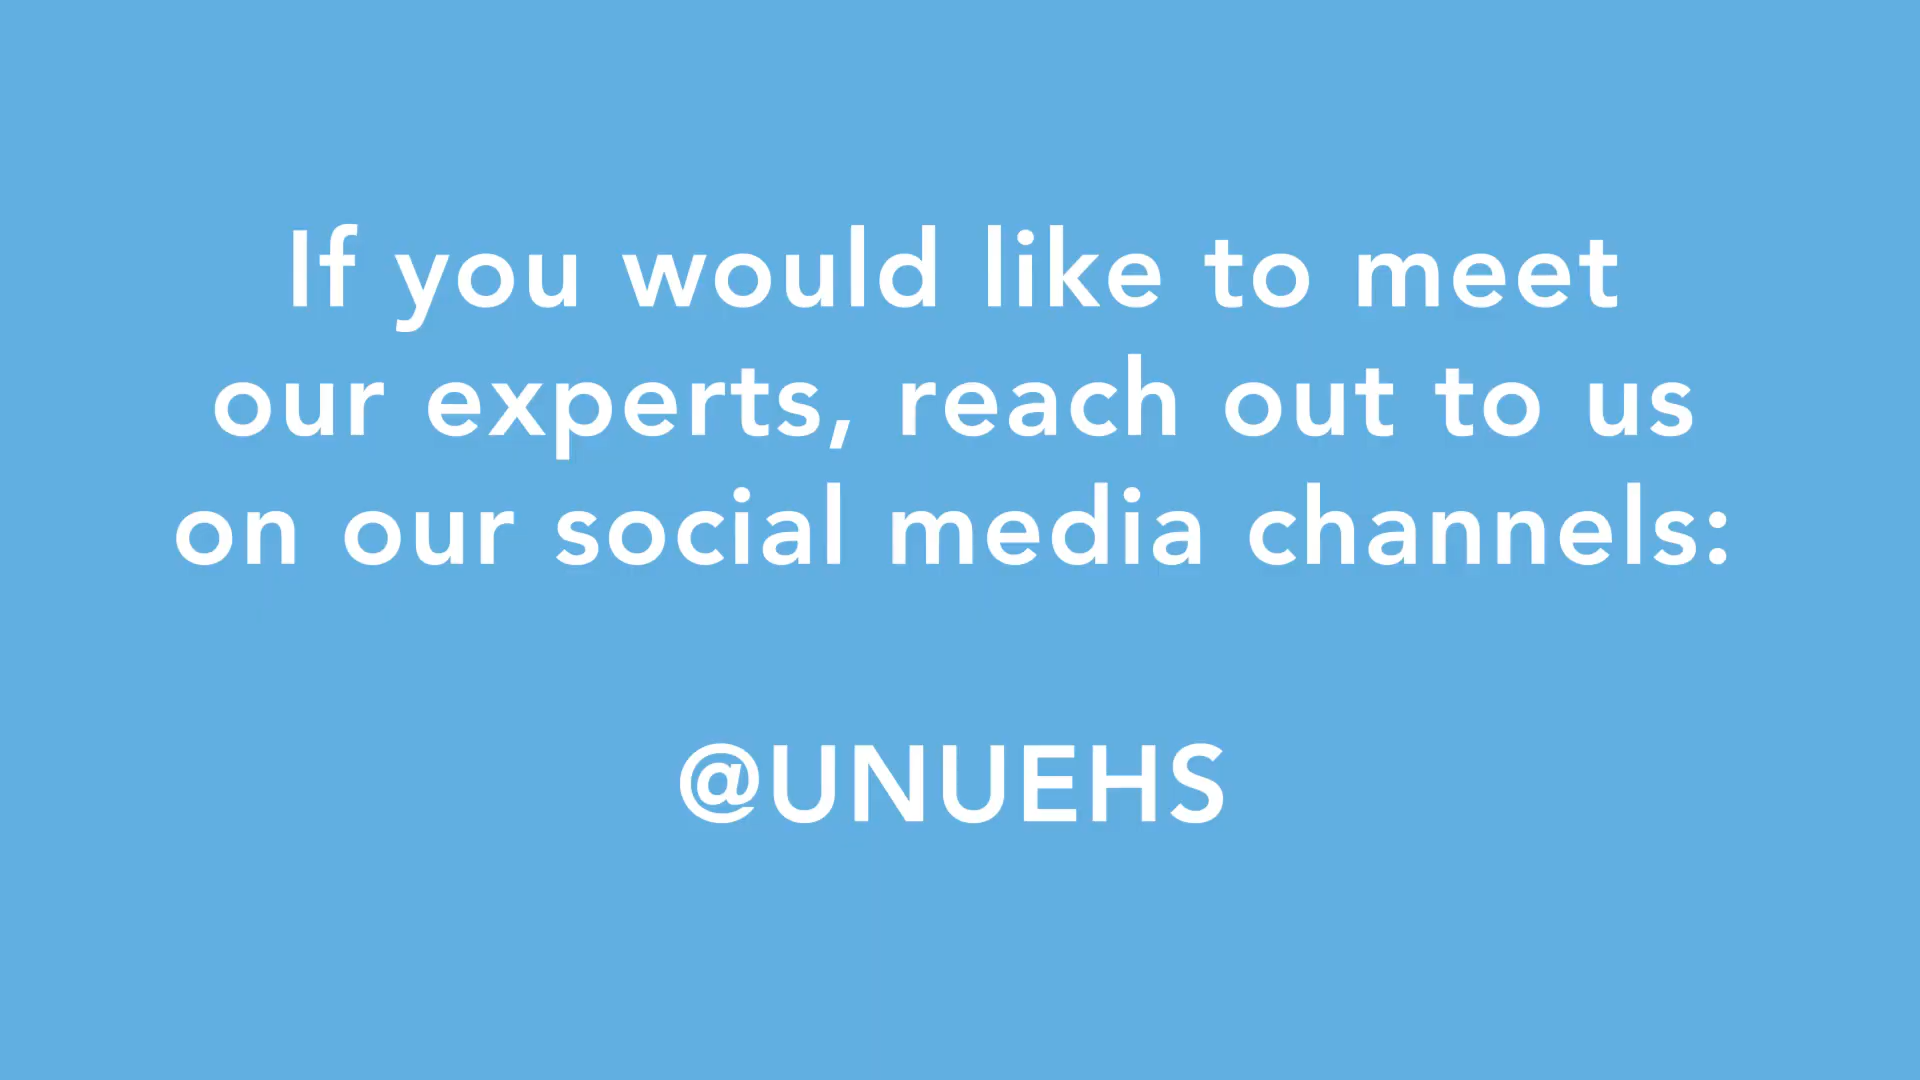 If you would like to meet
our experts, reach out to us
on our social media channels:
@UNUEHS